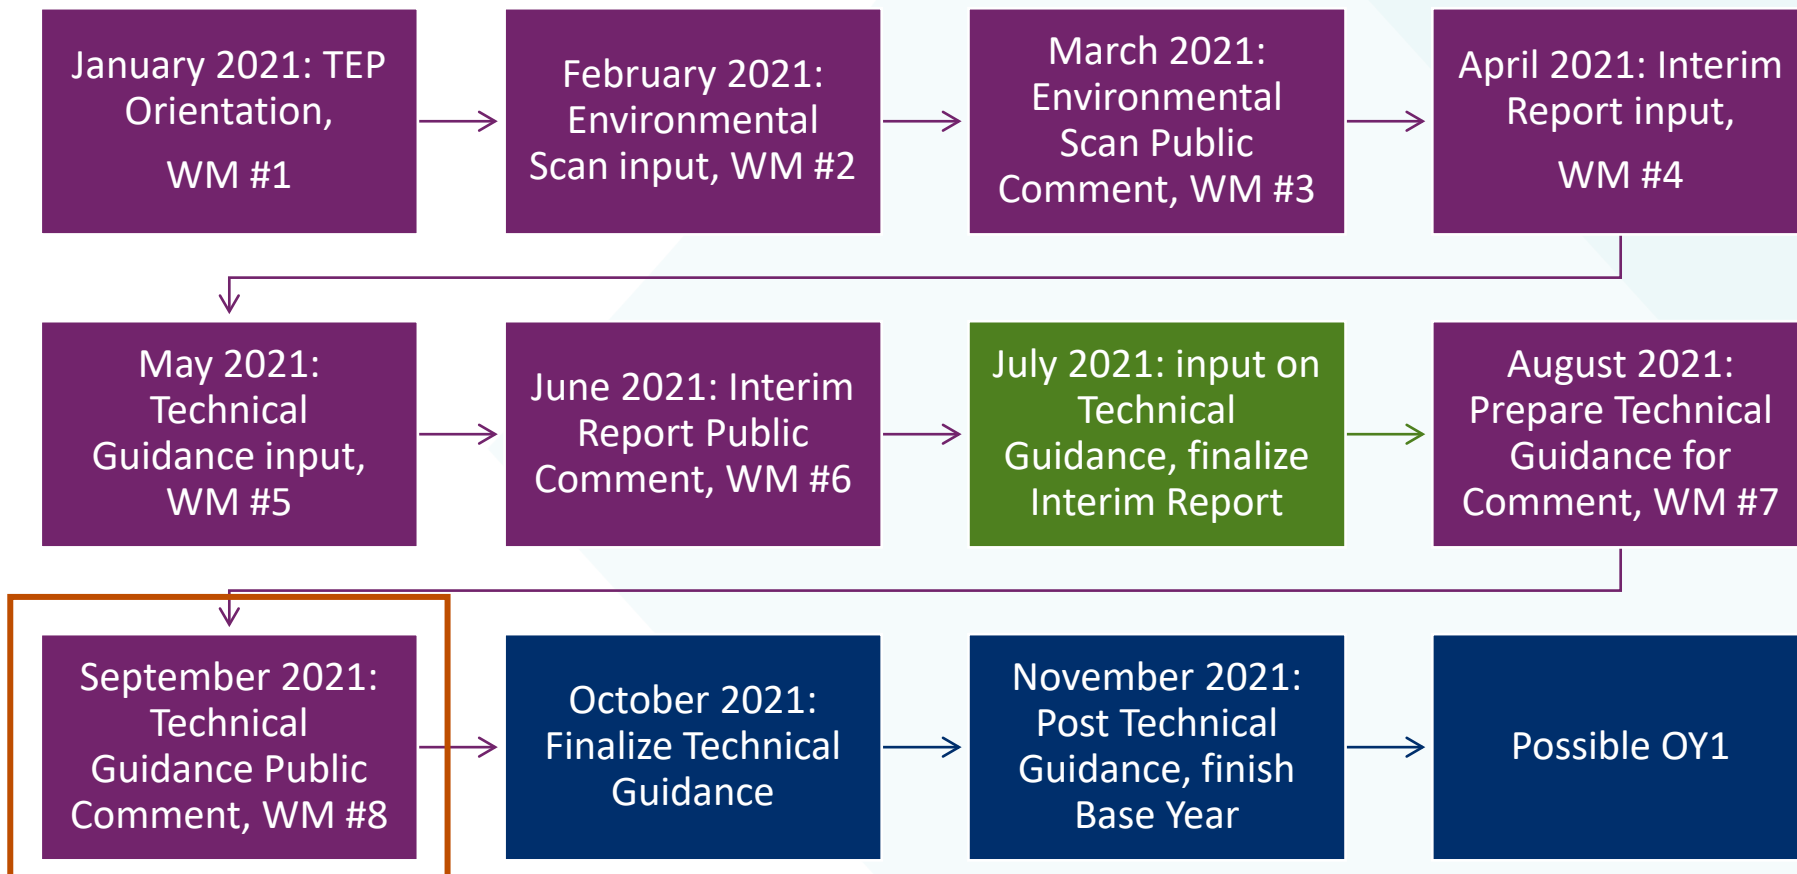 January 2021: TEP
Orientation,
WM #1
February 2021:
Environmental
Scan input, WM #2
March 2021:
Environmental
Scan Public
Comment, WM #3
April 2021: Interim
Report input,
WM #4
May 2021:
Technical
Guidance input,
WM #5
June 2021: Interim
Report Public
Comment, WM #6
July 2021: input on
Technical
Guidance, finalize
Interim Report
August 2021:
Prepare Technical
Guidance for
Comment, WM #7
September 2021:
Technical
Guidance Public
Comment, WM #8
October 2021:
Finalize Technical
Guidance
November 2021:
Post Technical
Guidance, finish
Base Year
Possible OY1